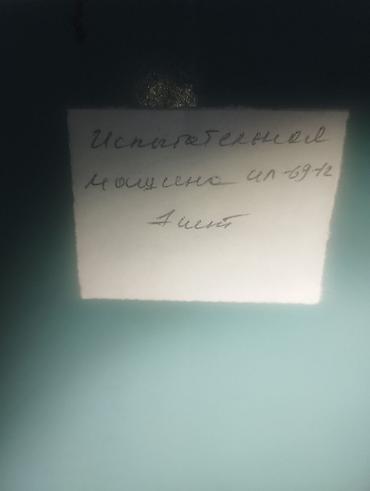 Испытательная
машина ИЛ-69-12
1 шт